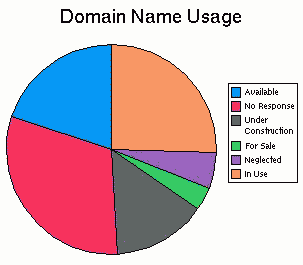 Domain Name Usage
Available
No Response
Under
Construction
For Sale
Neglected
In Use